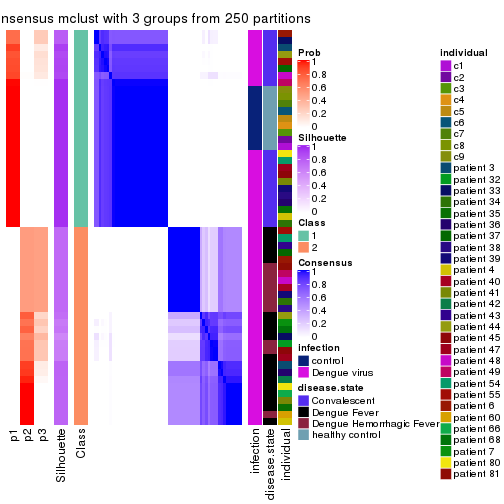 nsensus mclust with 3 groups from 250 partitions
Prob
1
0.8
0.6
0.4
0.2
0
Silhouette
1
0.8
0.6
0.4
0.2
0
Class
1
2
Consensus
1
0.8
0.6
0.4
0.2
0
infection
control
Dengue virus
disease.state
Convalescent
Dengue Fever
Dengue Hemorrhagic Fever
healthy control
individual
c1
c2
c3
c4
c5
c6
c7
c8
c9
patient 3
patient 32
patient 33
patient 34
patient 35
patient 36
patient 37
patient 38
patient 39
patient 4
patient 40
patient 41
patient 42
patient 43
patient 44
patient 45
patient 47
patient 48
patient 49
patient 54
patient 55
patient 6
patient 60
patient 66
patient 68
patient 7
patient 80
patient 81
p1
p2
p3
Silhouette
Class
infection
disease.state
individual